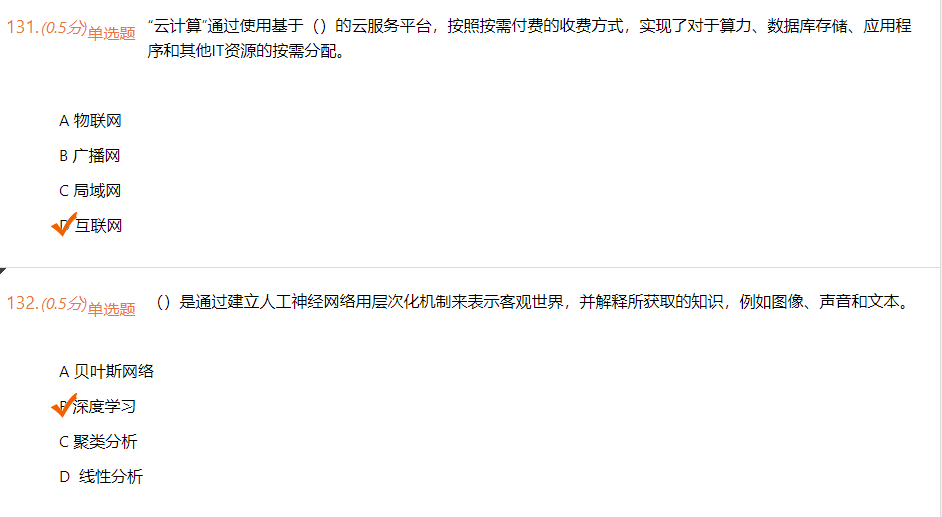 131.(0.5分)单选题 “云计算”通过使用基于（）的云服务平台，按照按需付费的收费方式，实现了对于算力、数据库存储、应用程
序和其他IT资源的按需分配。
A 物联网
B 广播网
C 局域网
D 互联网
132.(0.5分)单选题 （）是通过建立人工神经网络用层次化机制来表示客观世界，并解释所获取的知识，例如图像、声音和文本。
A 贝叶斯网络
B 深度学习
C 聚类分析
D 线性分析